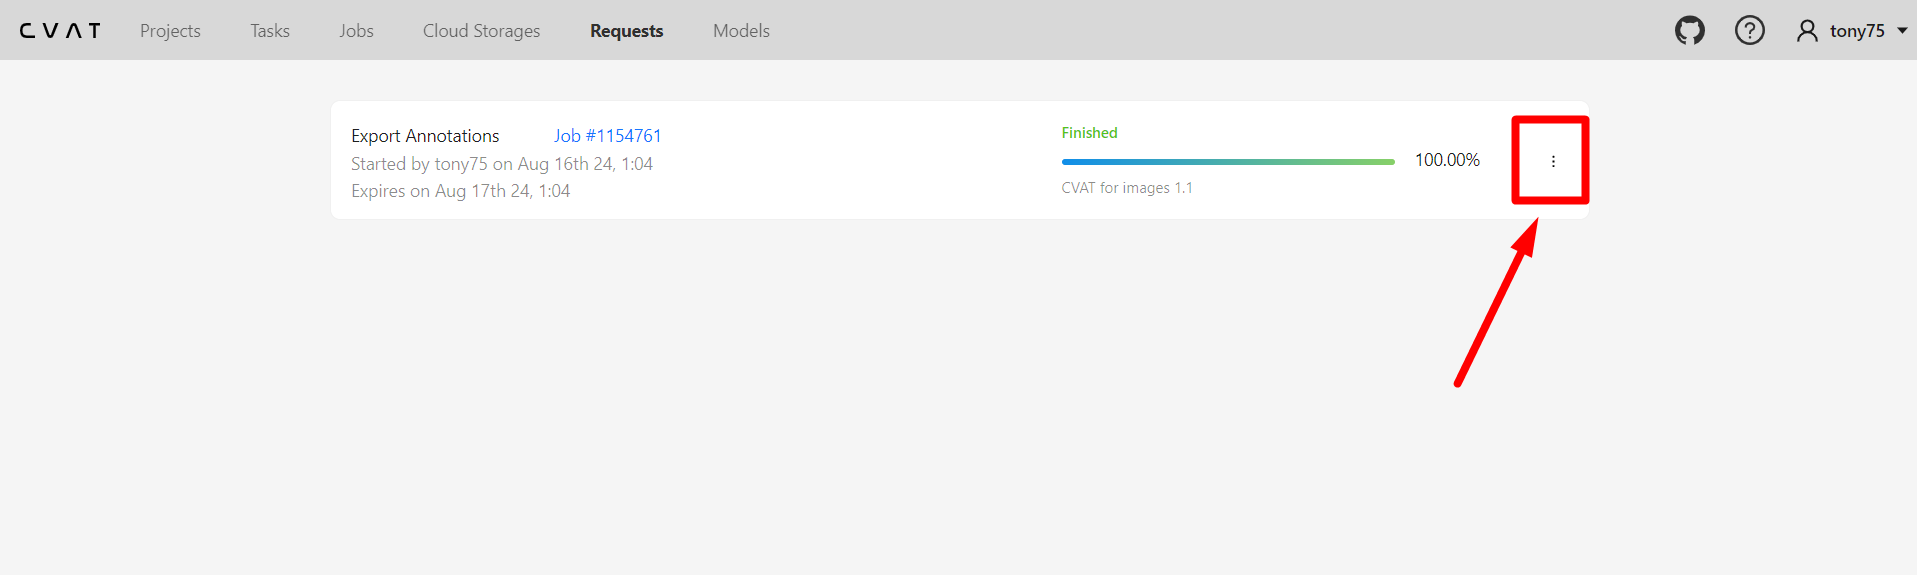 CVAT Projects Tasks Jobs Cloud Storages Requests Models tony75
Export Annotations Job #1154761
Started by tony75 on Aug 16th 24, 1:04
Expires on Aug 17th 24, 1:04
Finished
100.00%
CVAT for images 1.1